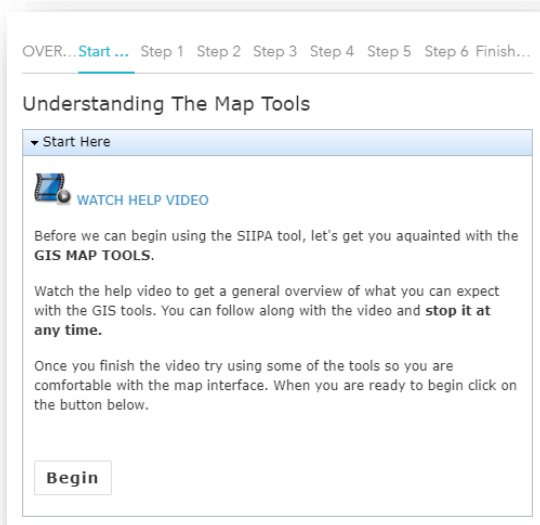 OVER... Start ... Step 1 Step 2 Step 3 Step 4 Step 5 Step 6 Finish...
Understanding The Map Tools
Start Here
WATCH HELP VIDEO
Before we can begin using the SIIPA tool, let's get you aquainted with the
GIS MAP TOOLS.
Watch the help video to get a general overview of what you can expect
with the GIS tools. You can follow along with the video and stop it at
any time.
Once you finish the video try using some of the tools so you are
comfortable with the map interface. When you are ready to begin click on
the button below.
Begin